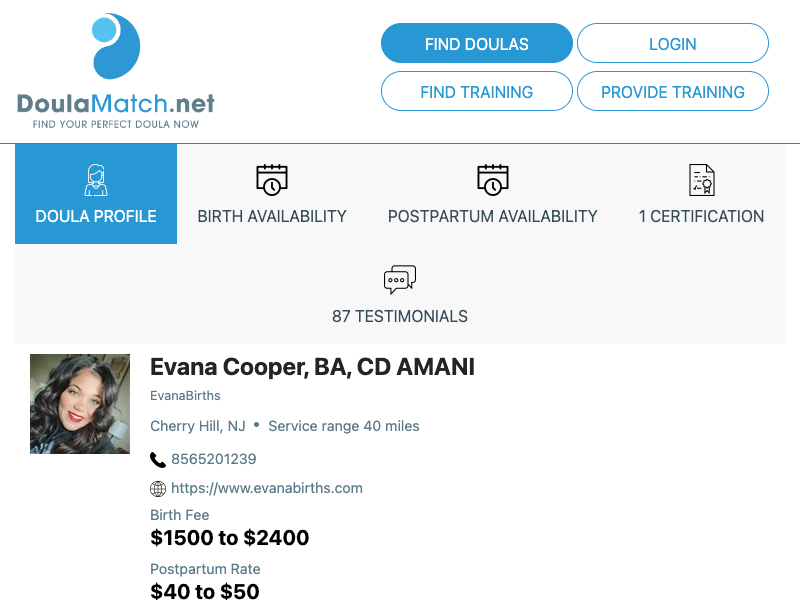 DoulaMatch.net
FIND YOUR PERFECT DOULA NOW
FIND DOULAS
LOGIN
FIND TRAINING
PROVIDE TRAINING
DOULA PROFILE
BIRTH AVAILABILITY
POSTPARTUM AVAILABILITY
1 CERTIFICATION
87 TESTIMONIALS
Evana Cooper, BA, CD AMANI
EvanaBirths
Cherry Hill, NJ • Service range 40 miles
8565201239
https://www.evanabirths.com
Birth Fee
$1500 to $2400
Postpartum Rate
$40 to $50